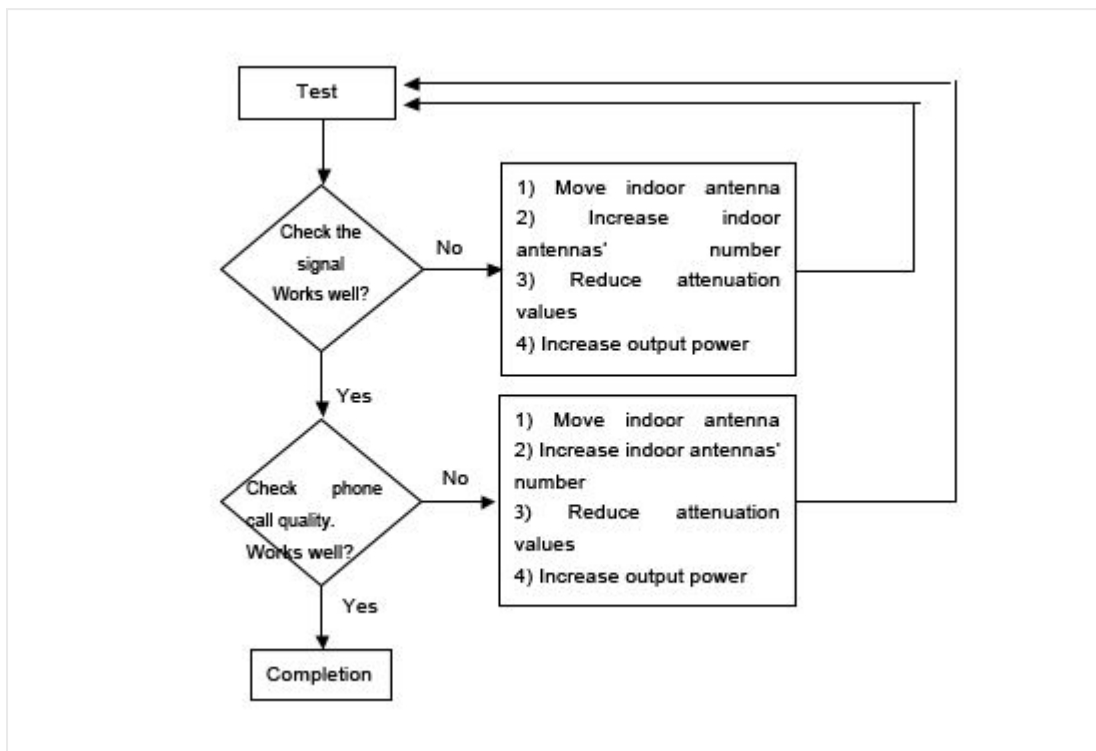 Test
Check the
signal
Works well?
No
1) Move indoor antenna
2) Increase indoor
antennas' number
3) Reduce attenuation
values
4) Increase output power
Yes
Check phone
call quality.
Works well?
No
1) Move indoor antenna
2) Increase indoor antennas'
number
3) Reduce attenuation
values
4) Increase output power
Yes
Completion